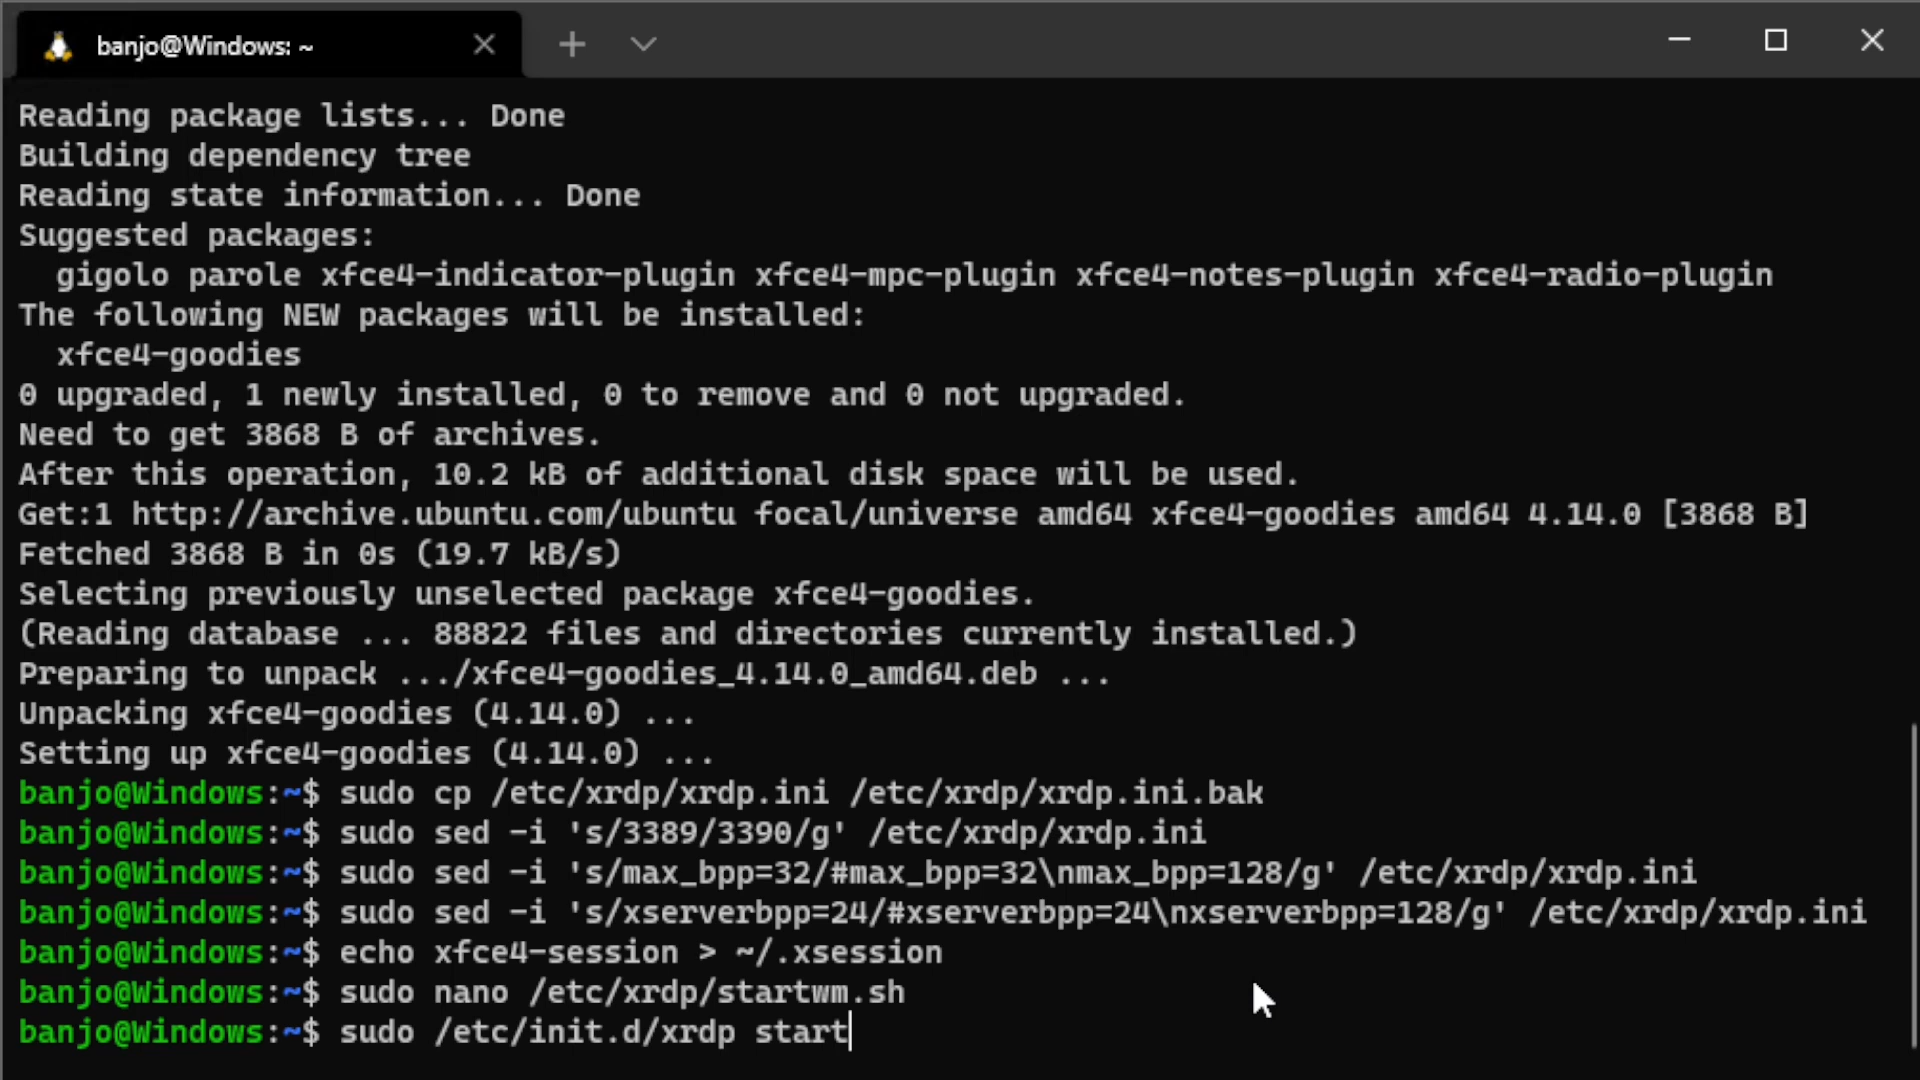 banjo@Windows: ~
Reading package lists... Done
Building dependency tree
Reading state information... Done
Suggested packages:
  gigolo parole xfce4-indicator-plugin xfce4-mpc-plugin xfce4-notes-plugin xfce4-radio-plugin
The following NEW packages will be installed:
  xfce4-goodies
0 upgraded, 1 newly installed, 0 to remove and 0 not upgraded.
Need to get 3868 B of archives.
After this operation, 10.2 kB of additional disk space will be used.
Get:1 http://archive.ubuntu.com/ubuntu focal/universe amd64 xfce4-goodies amd64 4.14.0 [3868 B]
Fetched 3868 B in 0s (19.7 kB/s)
Selecting previously unselected package xfce4-goodies.
(Reading database ... 88822 files and directories currently installed.)
Preparing to unpack .../xfce4-goodies_4.14.0_amd64.deb ...
Unpacking xfce4-goodies (4.14.0) ...
Setting up xfce4-goodies (4.14.0) ...
banjo@Windows:~$ sudo cp /etc/xrdp/xrdp.ini /etc/xrdp/xrdp.ini.bak
banjo@Windows:~$ sudo sed -i 's/3389/3390/g' /etc/xrdp/xrdp.ini
banjo@Windows:~$ sudo sed -i 's/max_bpp=32/#max_bpp=32\nmax_bpp=128/g' /etc/xrdp/xrdp.ini
banjo@Windows:~$ sudo sed -i 's/xserverbpp=24/#xserverbpp=24\nxserverbpp=128/g' /etc/xrdp/xrdp.ini
banjo@Windows:~$ echo xfce4-session > ~/.xsession
banjo@Windows:~$ sudo nano /etc/xrdp/startwm.sh
banjo@Windows:~$ sudo /etc/init.d/xrdp start